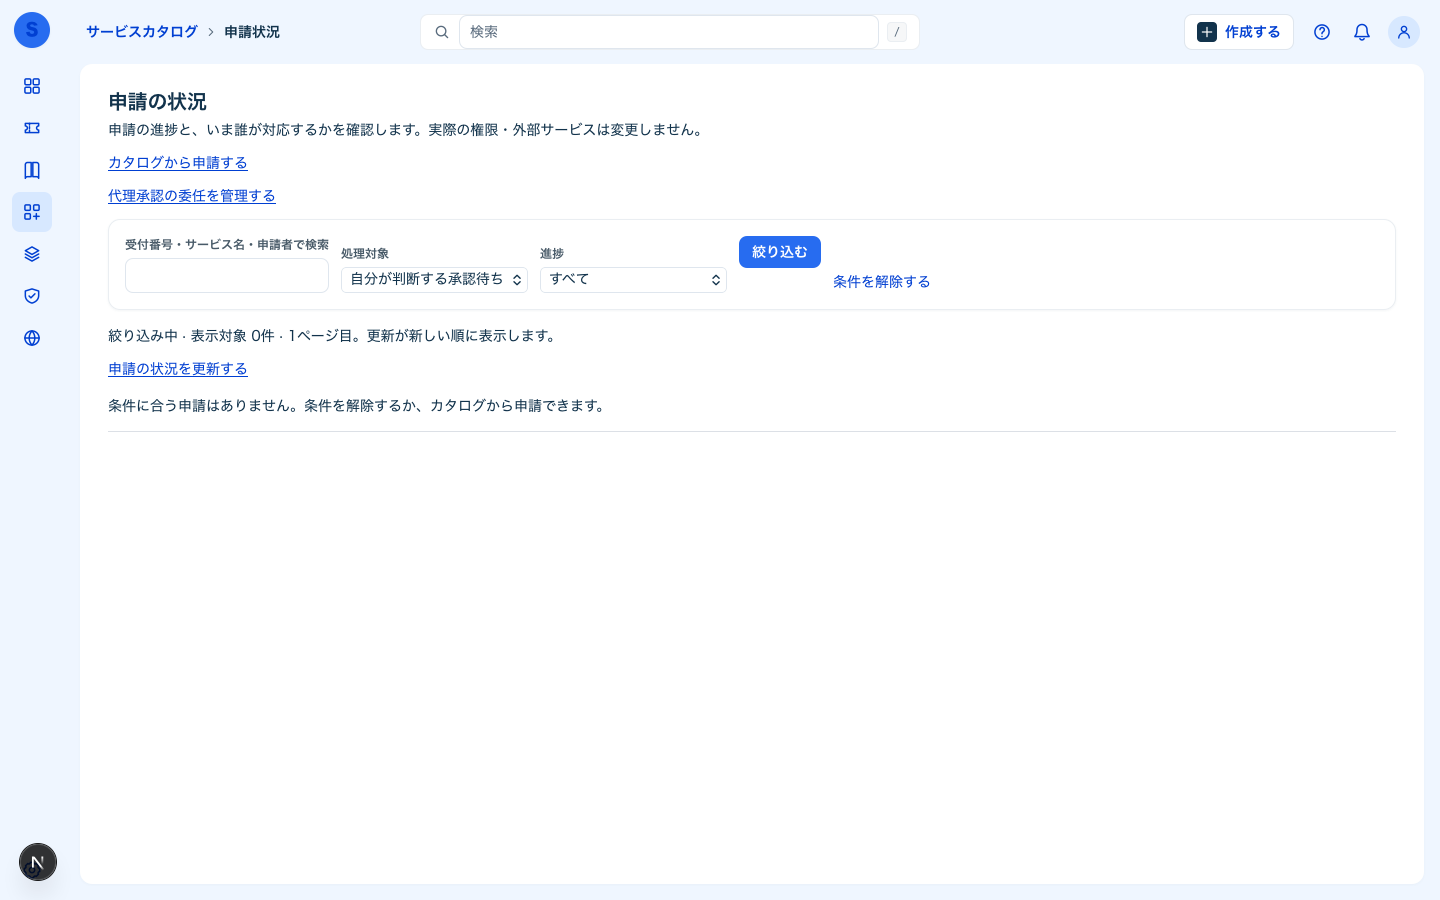 S
サービスカタログ > 申請状況
検索
/
作成する
申請の状況
申請の進捗と、いま誰が対応するかを確認します。実際の権限・外部サービスは変更しません。
カタログから申請する
代理承認の委任を管理する
受付番号・サービス名・申請者で検索
処理対象
自分が判断する承認待ち
進捗
すべて
絞り込む
条件を解除する
絞り込み中 · 表示対象 0件 · 1ページ目。更新が新しい順に表示します。
申請の状況を更新する
条件に合う申請はありません。条件を解除するか、カタログから申請できます。
N